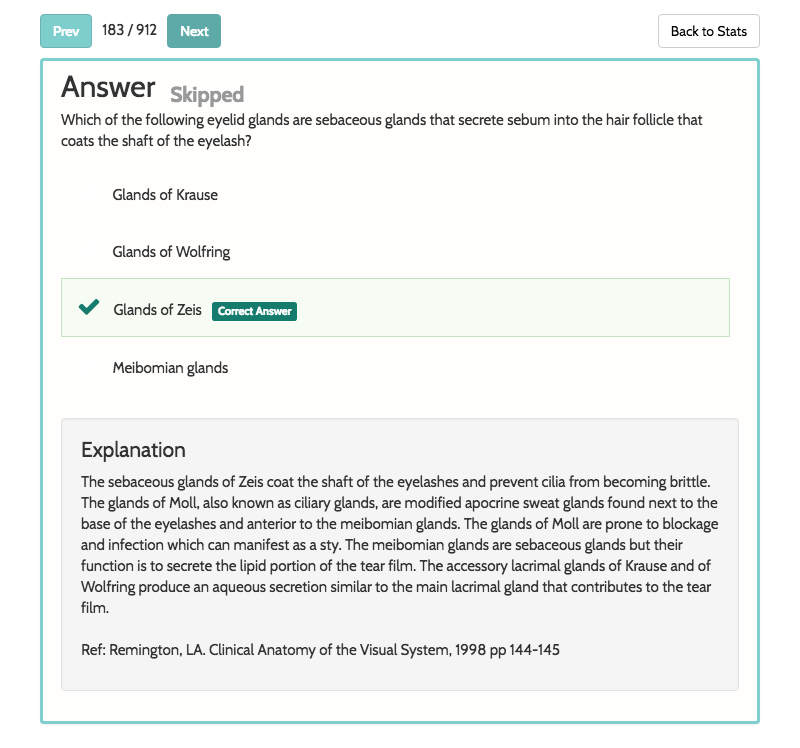 Prev 183 / 912 Next Back to Stats
Answer Skipped
Which of the following eyelid glands are sebaceous glands that secrete sebum into the hair follicle that
coats the shaft of the eyelash?
Glands of Krause
Glands of Wolfring
Glands of Zeis Correct Answer
Meibomian glands
Explanation
The sebaceous glands of Zeis coat the shaft of the eyelashes and prevent cilia from becoming brittle.
The glands of Moll, also known as ciliary glands, are modified apocrine sweat glands found next to the
base of the eyelashes and anterior to the meibomian glands. The glands of Moll are prone to blockage
and infection which can manifest as a sty. The meibomian glands are sebaceous glands but their
function is to secrete the lipid portion of the tear film. The accessory lacrimal glands of Krause and of
Wolfring produce an aqueous secretion similar to the main lacrimal gland that contributes to the tear
film.
Ref: Remington, LA. Clinical Anatomy of the Visual System, 1998 pp 144-145